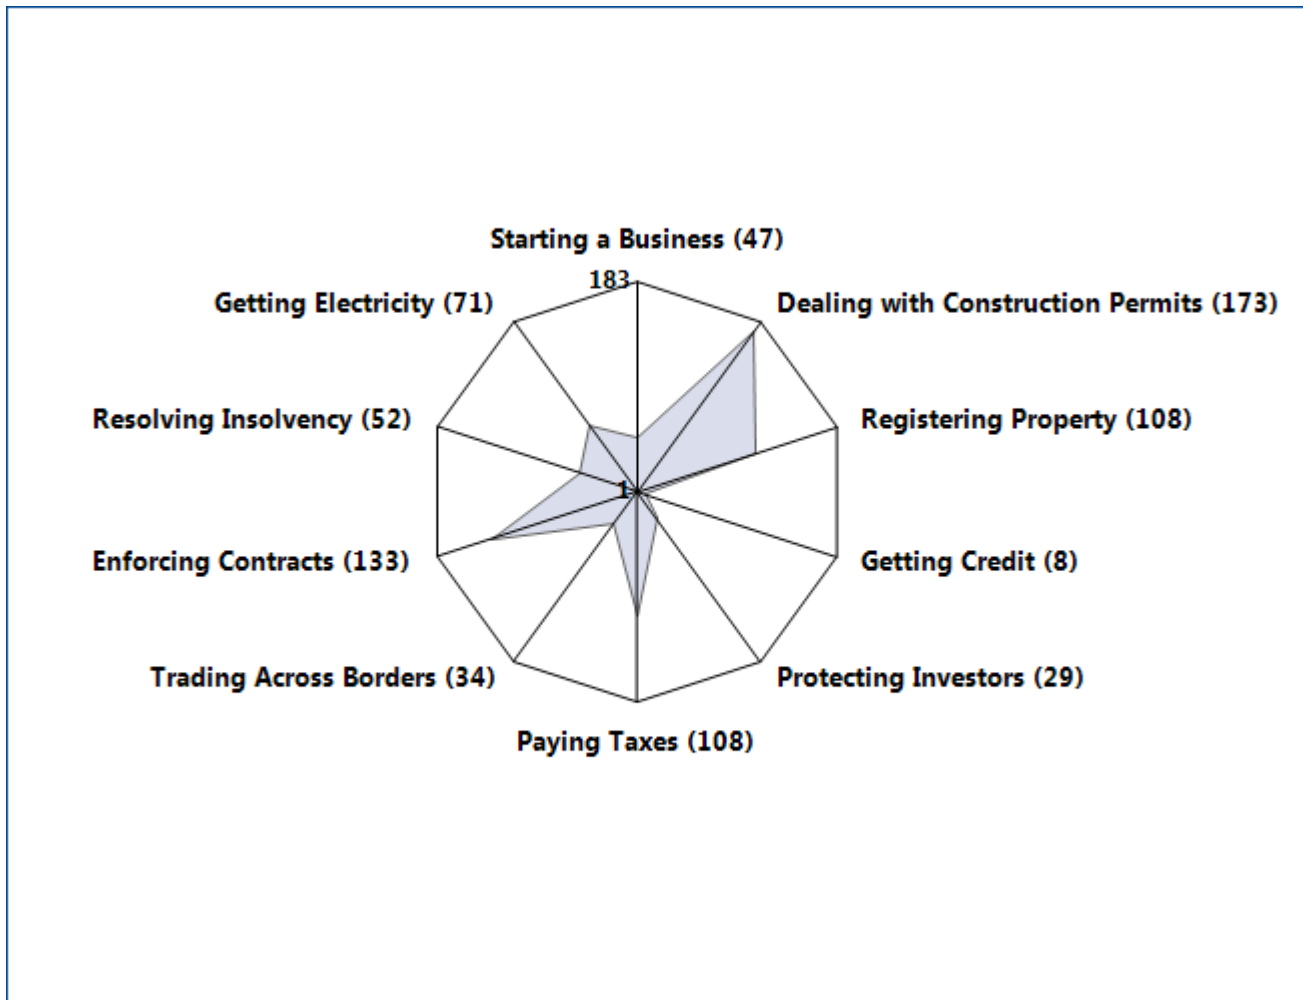 Starting a Business (47)
183
Getting Electricity (71)
Dealing with Construction Permits (173)
Resolving Insolvency (52)
Registering Property (108)
1
Enforcing Contracts (133)
Getting Credit (8)
Trading Across Borders (34)
Protecting Investors (29)
Paying Taxes (108)